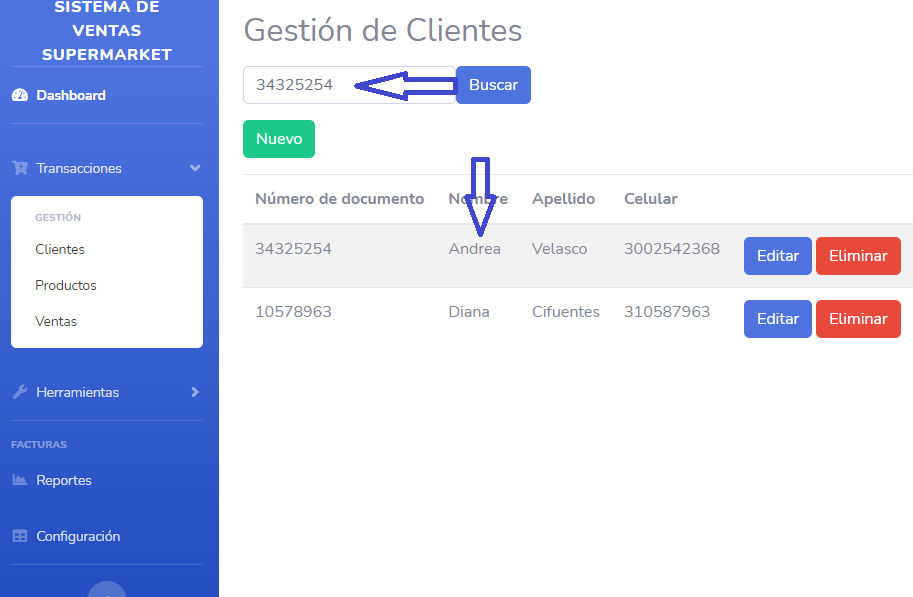 SISTEMA DE
VENTAS
SUPERMARKET
Dashboard
Transacciones
GESTIÓN
Clientes
Productos
Ventas
Herramientas
FACTURAS
Reportes
Configuración
Gestión de Clientes
34325254 Buscar
Nuevo
Número de documento Nombre Apellido Celular
34325254 Andrea Velasco 3002542368 Editar Eliminar
10578963 Diana Cifuentes 310587963 Editar Eliminar